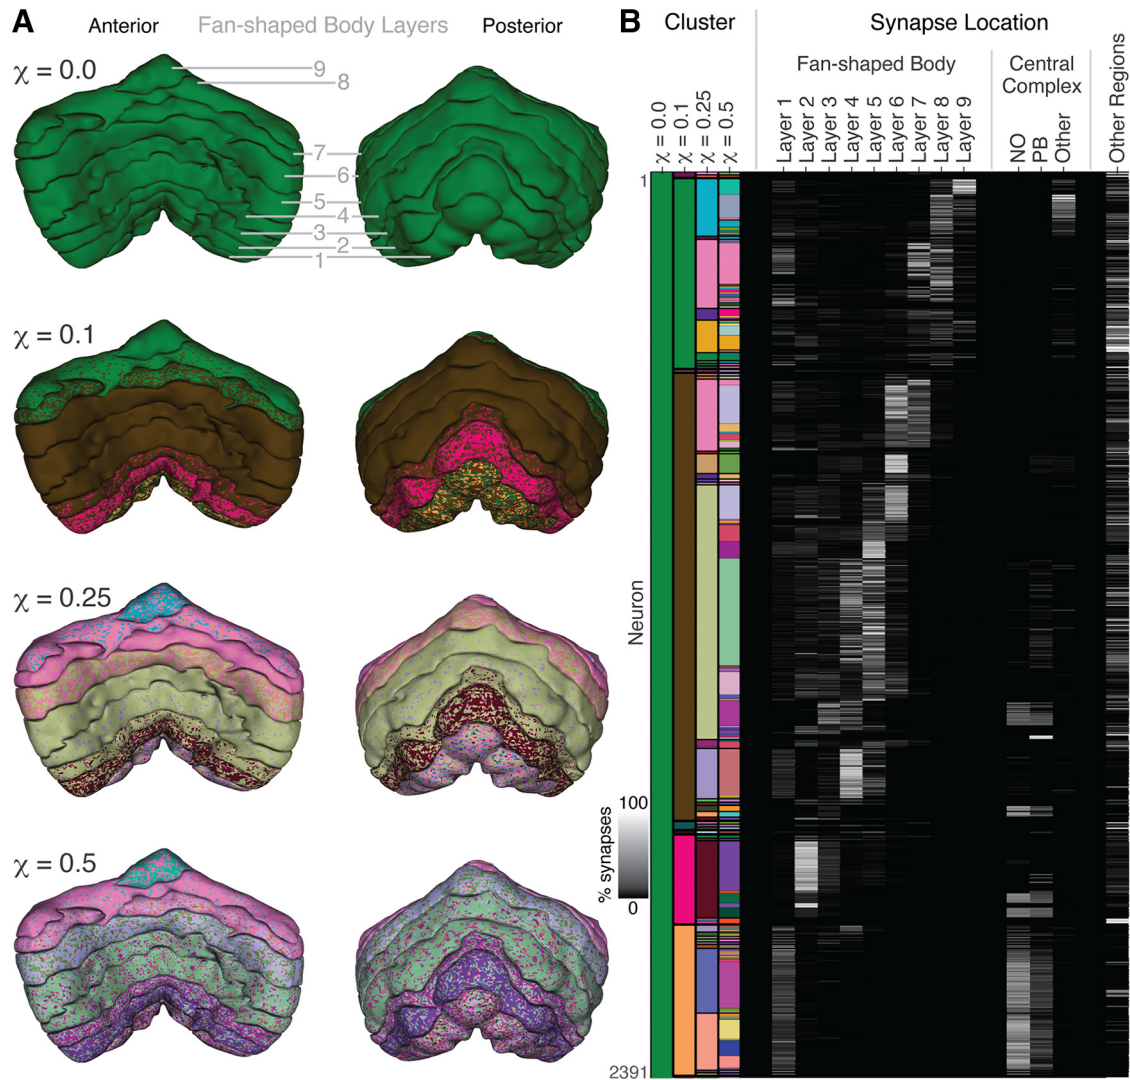 A
Anterior
Fan-shaped Body Layers
Posterior
χ = 0.0
9
8
7
6
5
4
3
2
1
χ = 0.1
χ = 0.25
χ = 0.5
B
Cluster
Synapse Location
Fan-shaped Body
Central
Complex
Other Regions
χ = 0.0
χ = 0.1
χ = 0.25
χ = 0.5
Layer 1
Layer 2
Layer 3
Layer 4
Layer 5
Layer 6
Layer 7
Layer 8
Layer 9
NO
PB
Other
1
Neuron
2391
100
% synapses
0